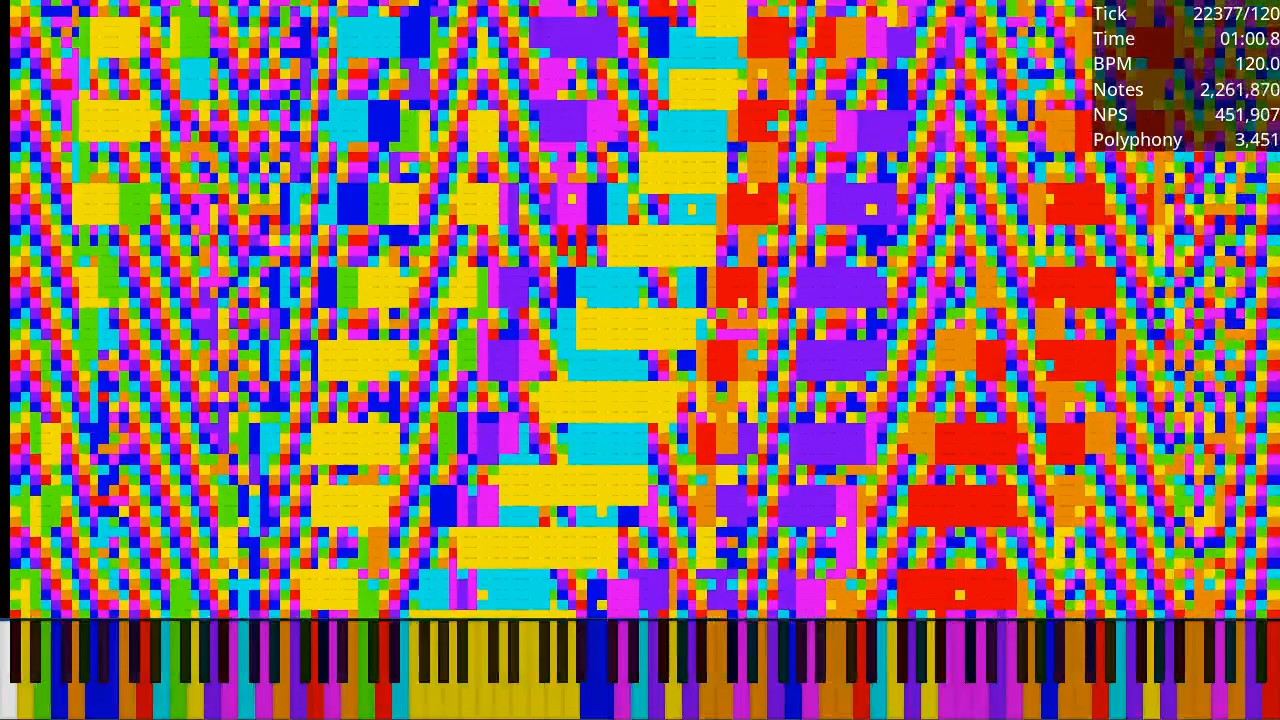 Tick 22377/120
Time 01:00.8
BPM 120.0
Notes 2,261,870
NPS 451,907
Polyphony 3,451